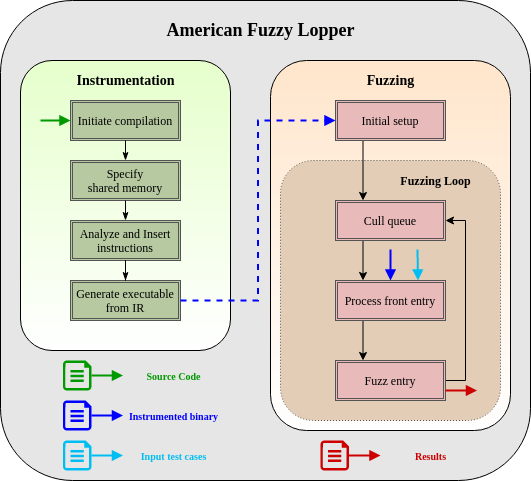 American Fuzzy Lopper
Instrumentation
Initiate compilation
Specify
shared memory
Analyze and Insert
instructions
Generate executable
from IR
Fuzzing
Initial setup
Fuzzing Loop
Cull queue
Process front entry
Fuzz entry
Source Code
Instrumented binary
Input test cases
Results